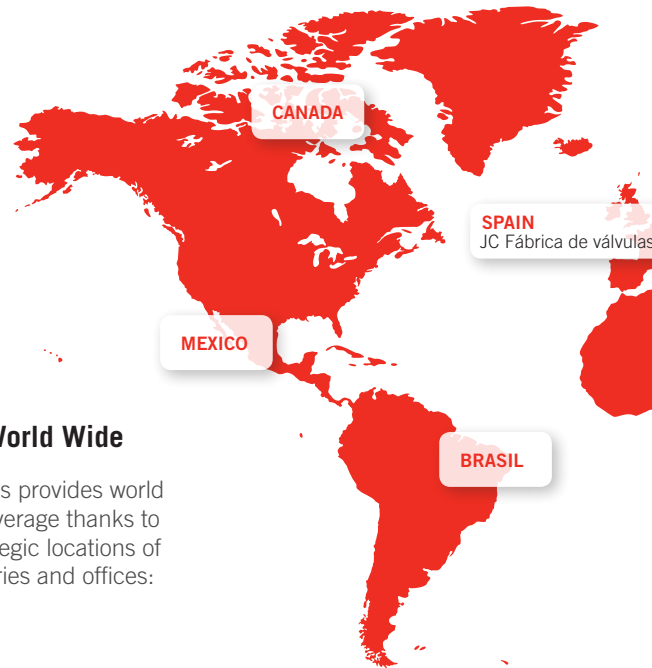 CANADA
SPAIN
JC Fábrica de válvulas
MEXICO
World Wide
s provides world
verage thanks to
egic locations of
ries and offices:
BRASIL